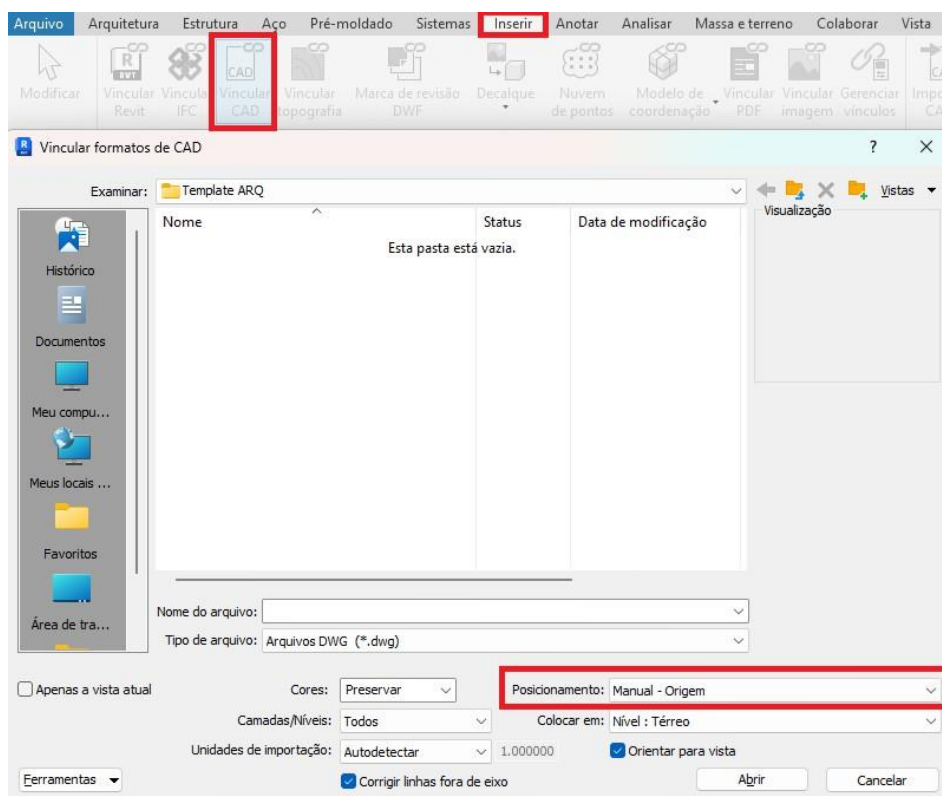 Arquivo Arquitetura Estrutura Aço Pré-moldado Sistemas Inserir Anotar Analisar Massa e terreno Colaborar Vista
R
RVT
CAD
Modificar Vincular Vincular Vincular Vincular Marca de revisão Decalque Nuvem Modelo de Vincular Vincular Gerenciar
Revit IFC CAD topografia DWF de pontos coordenação PDF imagem vínculos
Vincular formatos de CAD ? X
Examinar: Template ARQ Vistas
Nome Status Data de modificação Visualização
Esta pasta está vazia.
Histórico
Documentos
Meu compu...
Meus locais ...
Favoritos
Área de tra...
Nome do arquivo:
Tipo de arquivo: Arquivos DWG (*.dwg)
Apenas a vista atual Cores: Preservar Posicionamento: Manual - Origem
Camadas/Níveis: Todos Colocar em: Nível : Térreo
Unidades de importação: Autodetectar 1.000000 Orientar para vista
Ferramentas Corrigir linhas fora de eixo Abrir Cancelar